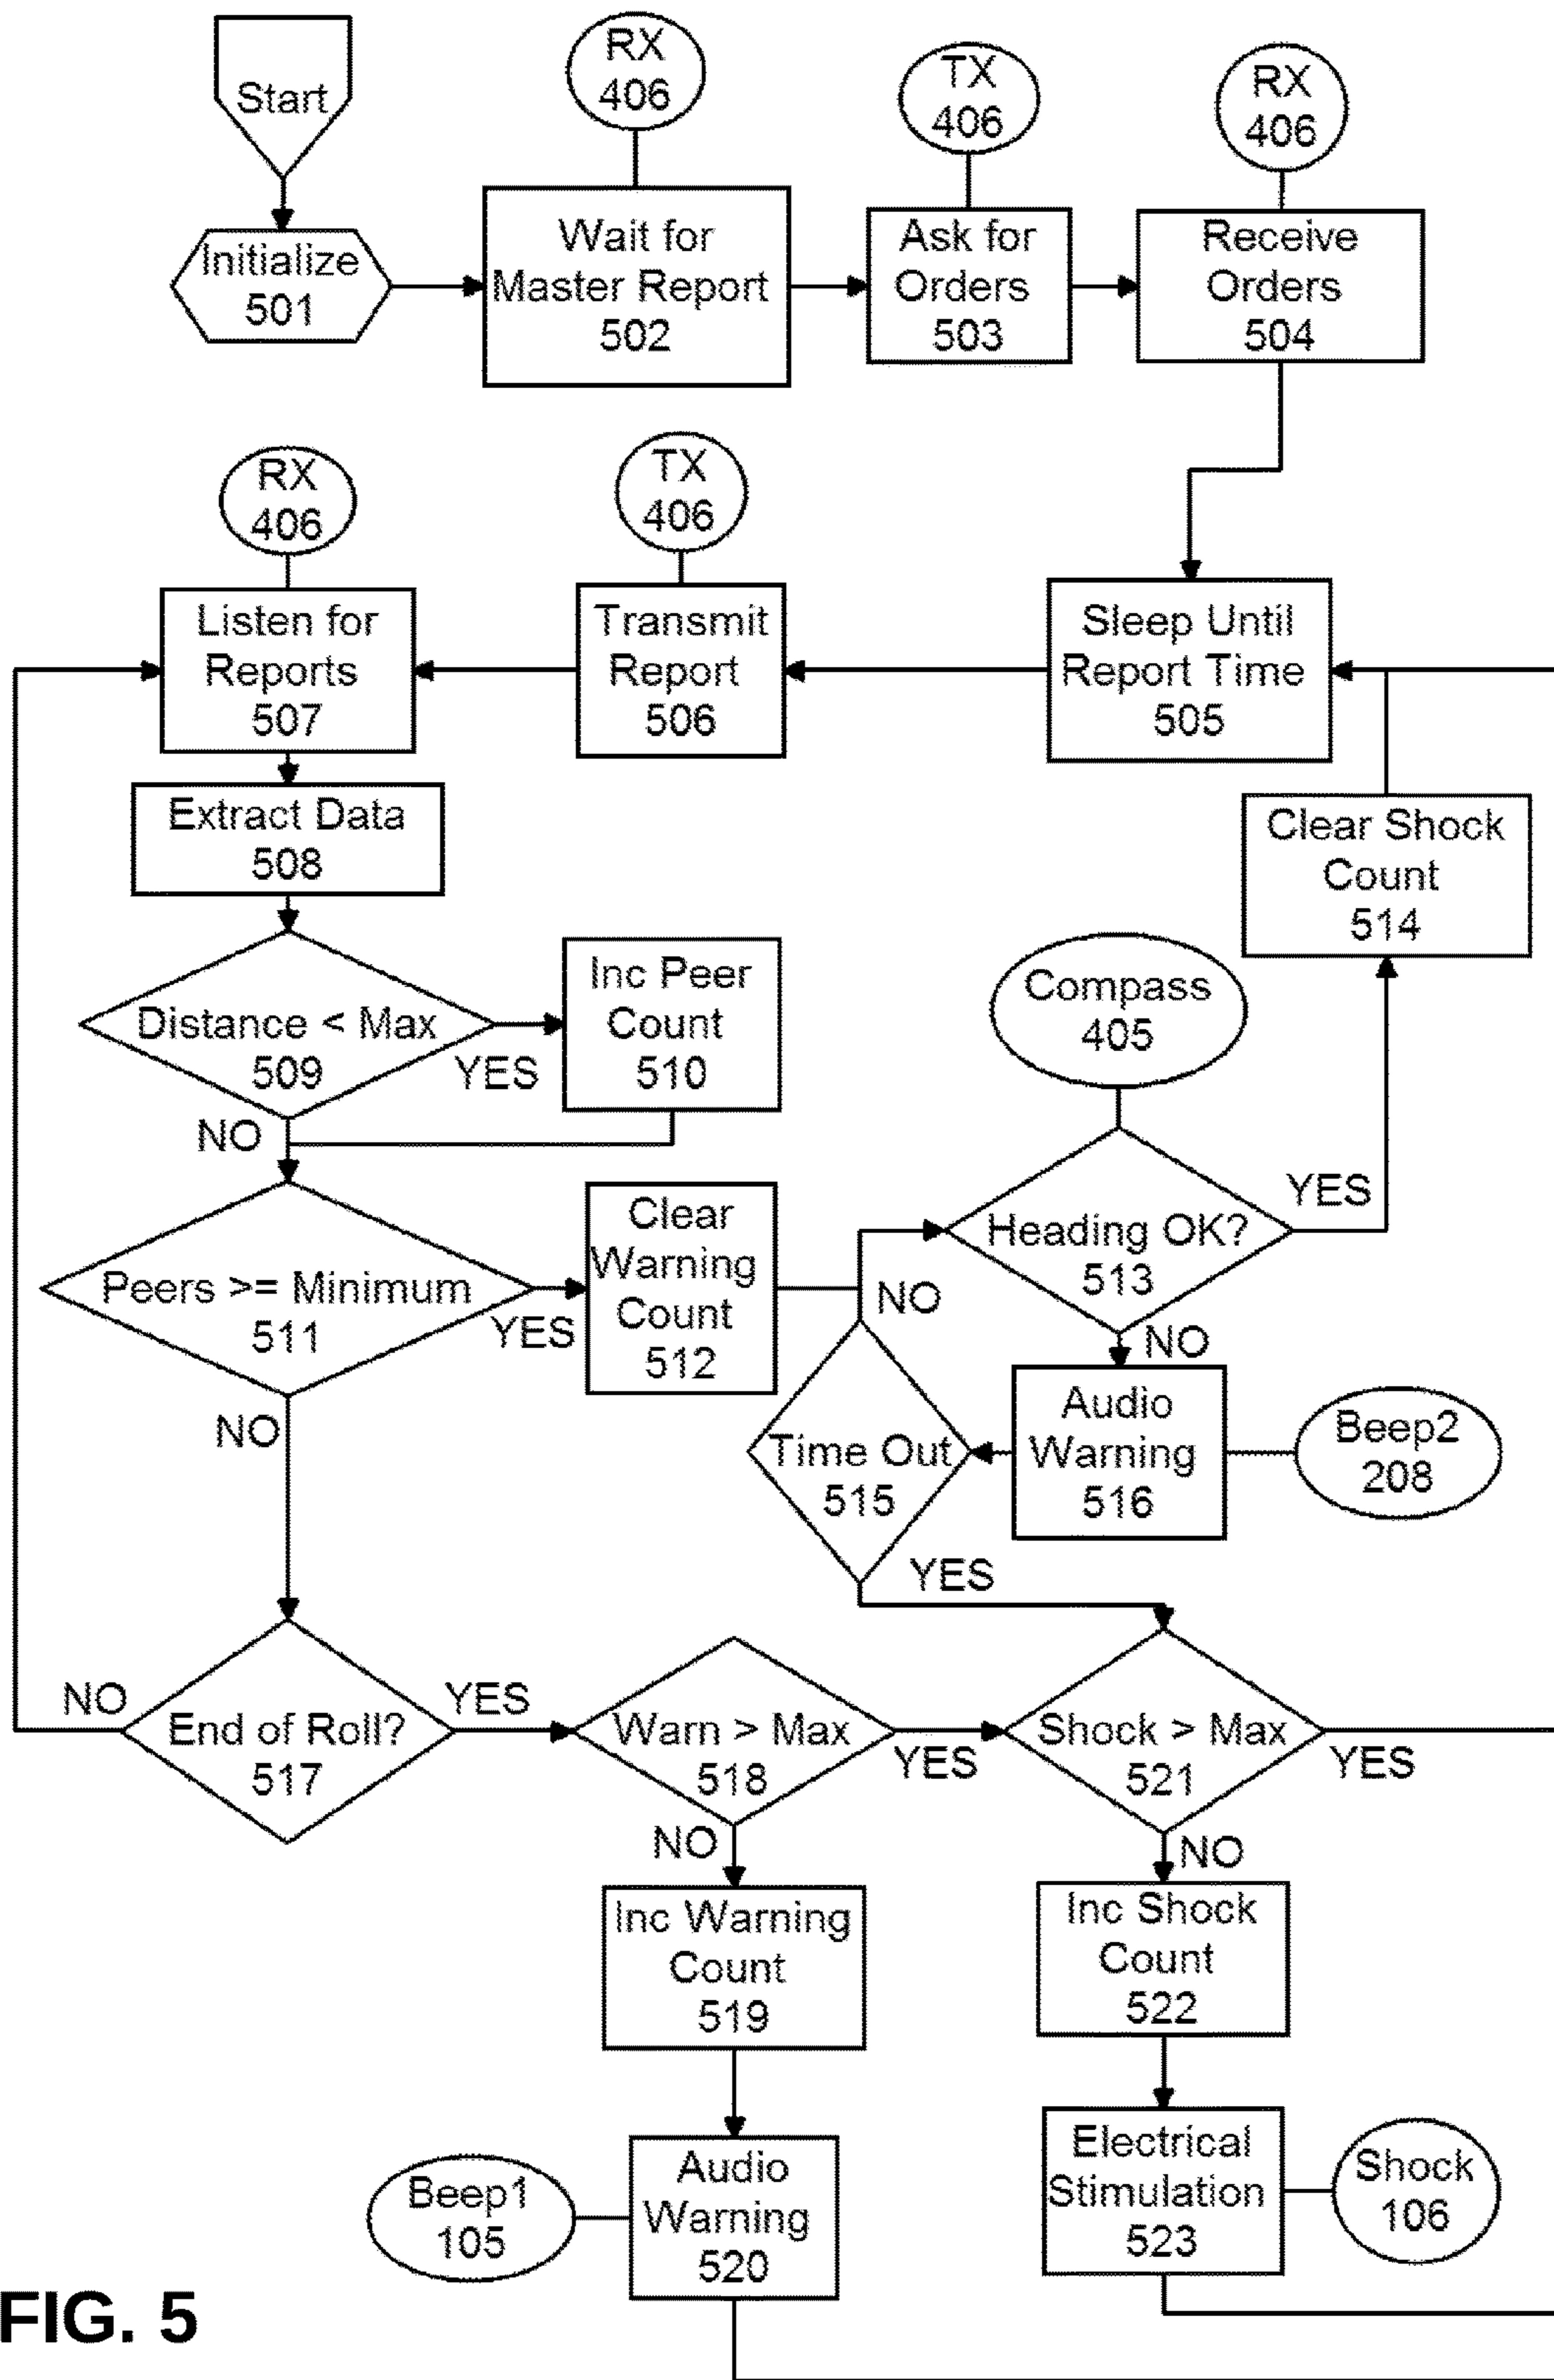 Start
RX
406
TX
406
RX
406
Initialize
501
Wait for
Master Report
502
Ask for
Orders
503
Receive
Orders
504
RX
406
TX
406
Listen for
Reports
507
Transmit
Report
506
Sleep Until
Report Time
505
Extract Data
508
Clear Shock
Count
514
Distance < Max
509
YES
NO
Inc Peer
Count
510
Compass
405
Peers >= Minimum
511
YES
NO
Clear
Warning
Count
512
Heading OK?
513
YES
NO
NO
Time Out
515
YES
Audio
Warning
516
Beep2
208
NO
End of Roll?
517
YES
Warn > Max
518
YES
NO
Shock > Max
521
YES
NO
Inc Warning
Count
519
Inc Shock
Count
522
Beep1
105
Audio
Warning
520
Electrical
Stimulation
523
Shock
106
FIG. 5